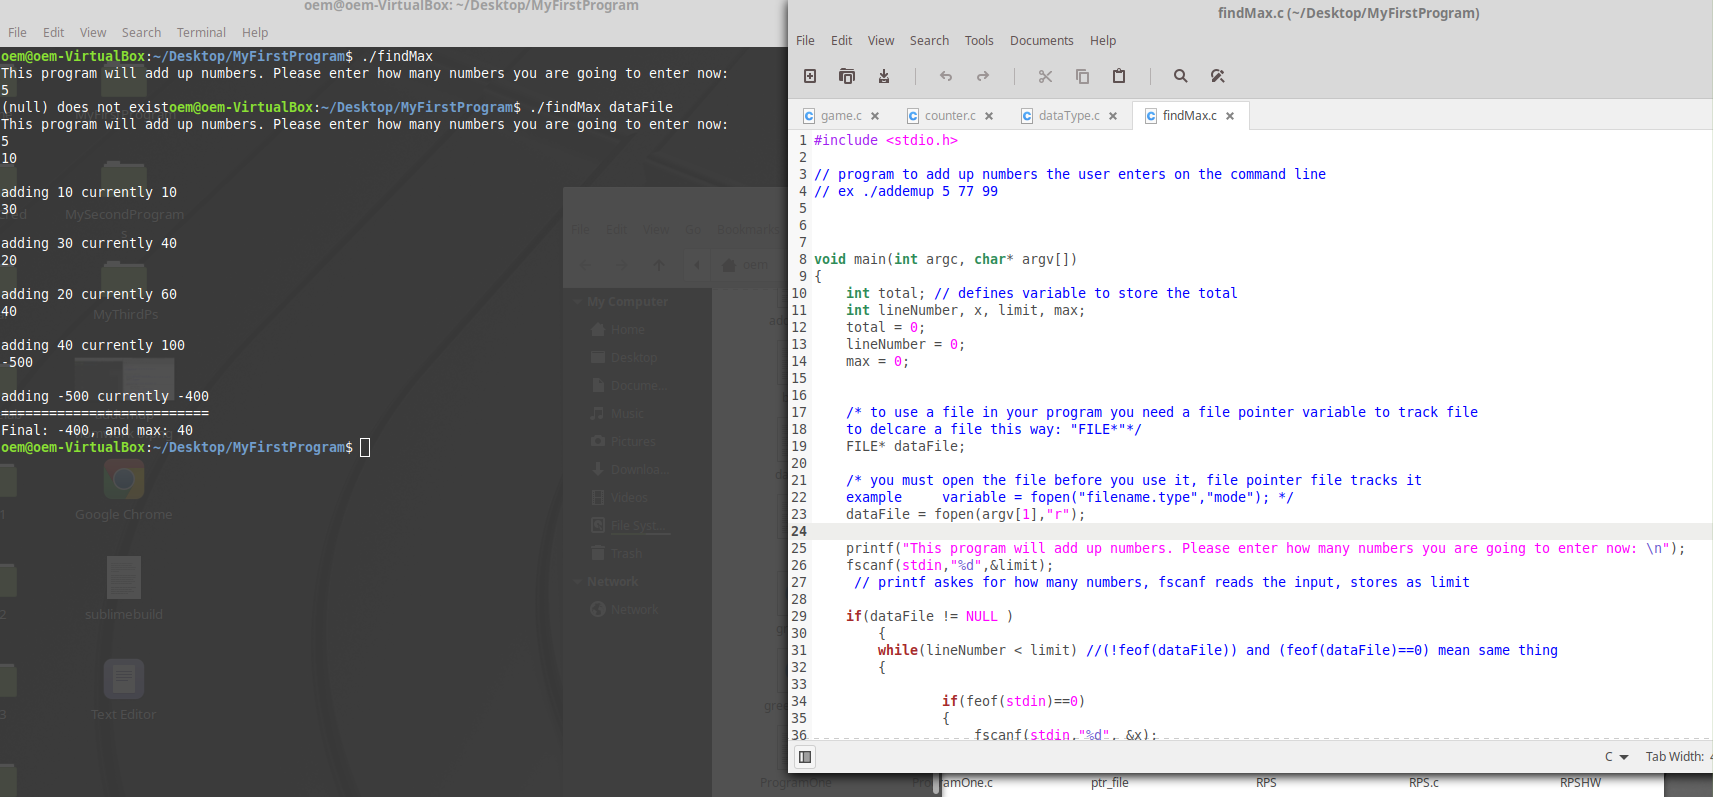 oem@oem-VirtualBox: ~/Desktop/MyFirstProgram
File Edit View Search Terminal Help
oem@oem-VirtualBox:~/Desktop/MyFirstProgram$ ./findMax
This program will add up numbers. Please enter how many numbers you are going to enter now:
5
(null) does not existoem@oem-VirtualBox:~/Desktop/MyFirstProgram$ ./findMax dataFile
This program will add up numbers. Please enter how many numbers you are going to enter now:
5
10
adding 10 currently 10
30
adding 30 currently 40
20
adding 20 currently 60
40
adding 40 currently 100
-500
adding -500 currently -400
==========================
Final: -400, and max: 40
oem@oem-VirtualBox:~/Desktop/MyFirstProgram$
MySecondProgram
s
MyThirdPs
Google Chrome
sublimebuild
Text Editor
1
2
3
File Edit View Go Bookmarks
oem
My Computer
Home
Desktop
Docume...
Music
Pictures
Downloa...
Videos
File Syst...
Trash
Network
Network
findMax.c (~/Desktop/MyFirstProgram)
File Edit View Search Tools Documents Help
game.c counter.c dataType.c findMax.c
1 #include <stdio.h>
2
3 // program to add up numbers the user enters on the command line
4 // ex ./addemup 5 77 99
5
6
7
8 void main(int argc, char* argv[])
9 {
10 int total; // defines variable to store the total
11 int lineNumber, x, limit, max;
12 total = 0;
13 lineNumber = 0;
14 max = 0;
15
16
17 /* to use a file in your program you need a file pointer variable to track file
18 to delcare a file this way: "FILE*"*/
19 FILE* dataFile;
20
21 /* you must open the file before you use it, file pointer file tracks it
22 example variable = fopen("filename.type","mode"); */
23 dataFile = fopen(argv[1],"r");
24
25 printf("This program will add up numbers. Please enter how many numbers you are going to enter now: \n");
26 fscanf(stdin,"%d",&limit);
27 // printf askes for how many numbers, fscanf reads the input, stores as limit
28
29 if(dataFile != NULL )
30 {
31 while(lineNumber < limit) //(!feof(dataFile)) and (feof(dataFile)==0) mean same thing
32 {
33
34 if(feof(stdin)==0)
35 {
36 fscanf(stdin,"%d", &x);
C Tab Width: 4
ProgramOne RPSHW ProgramOne.c ptr_file RPS RPS.c RPSHW